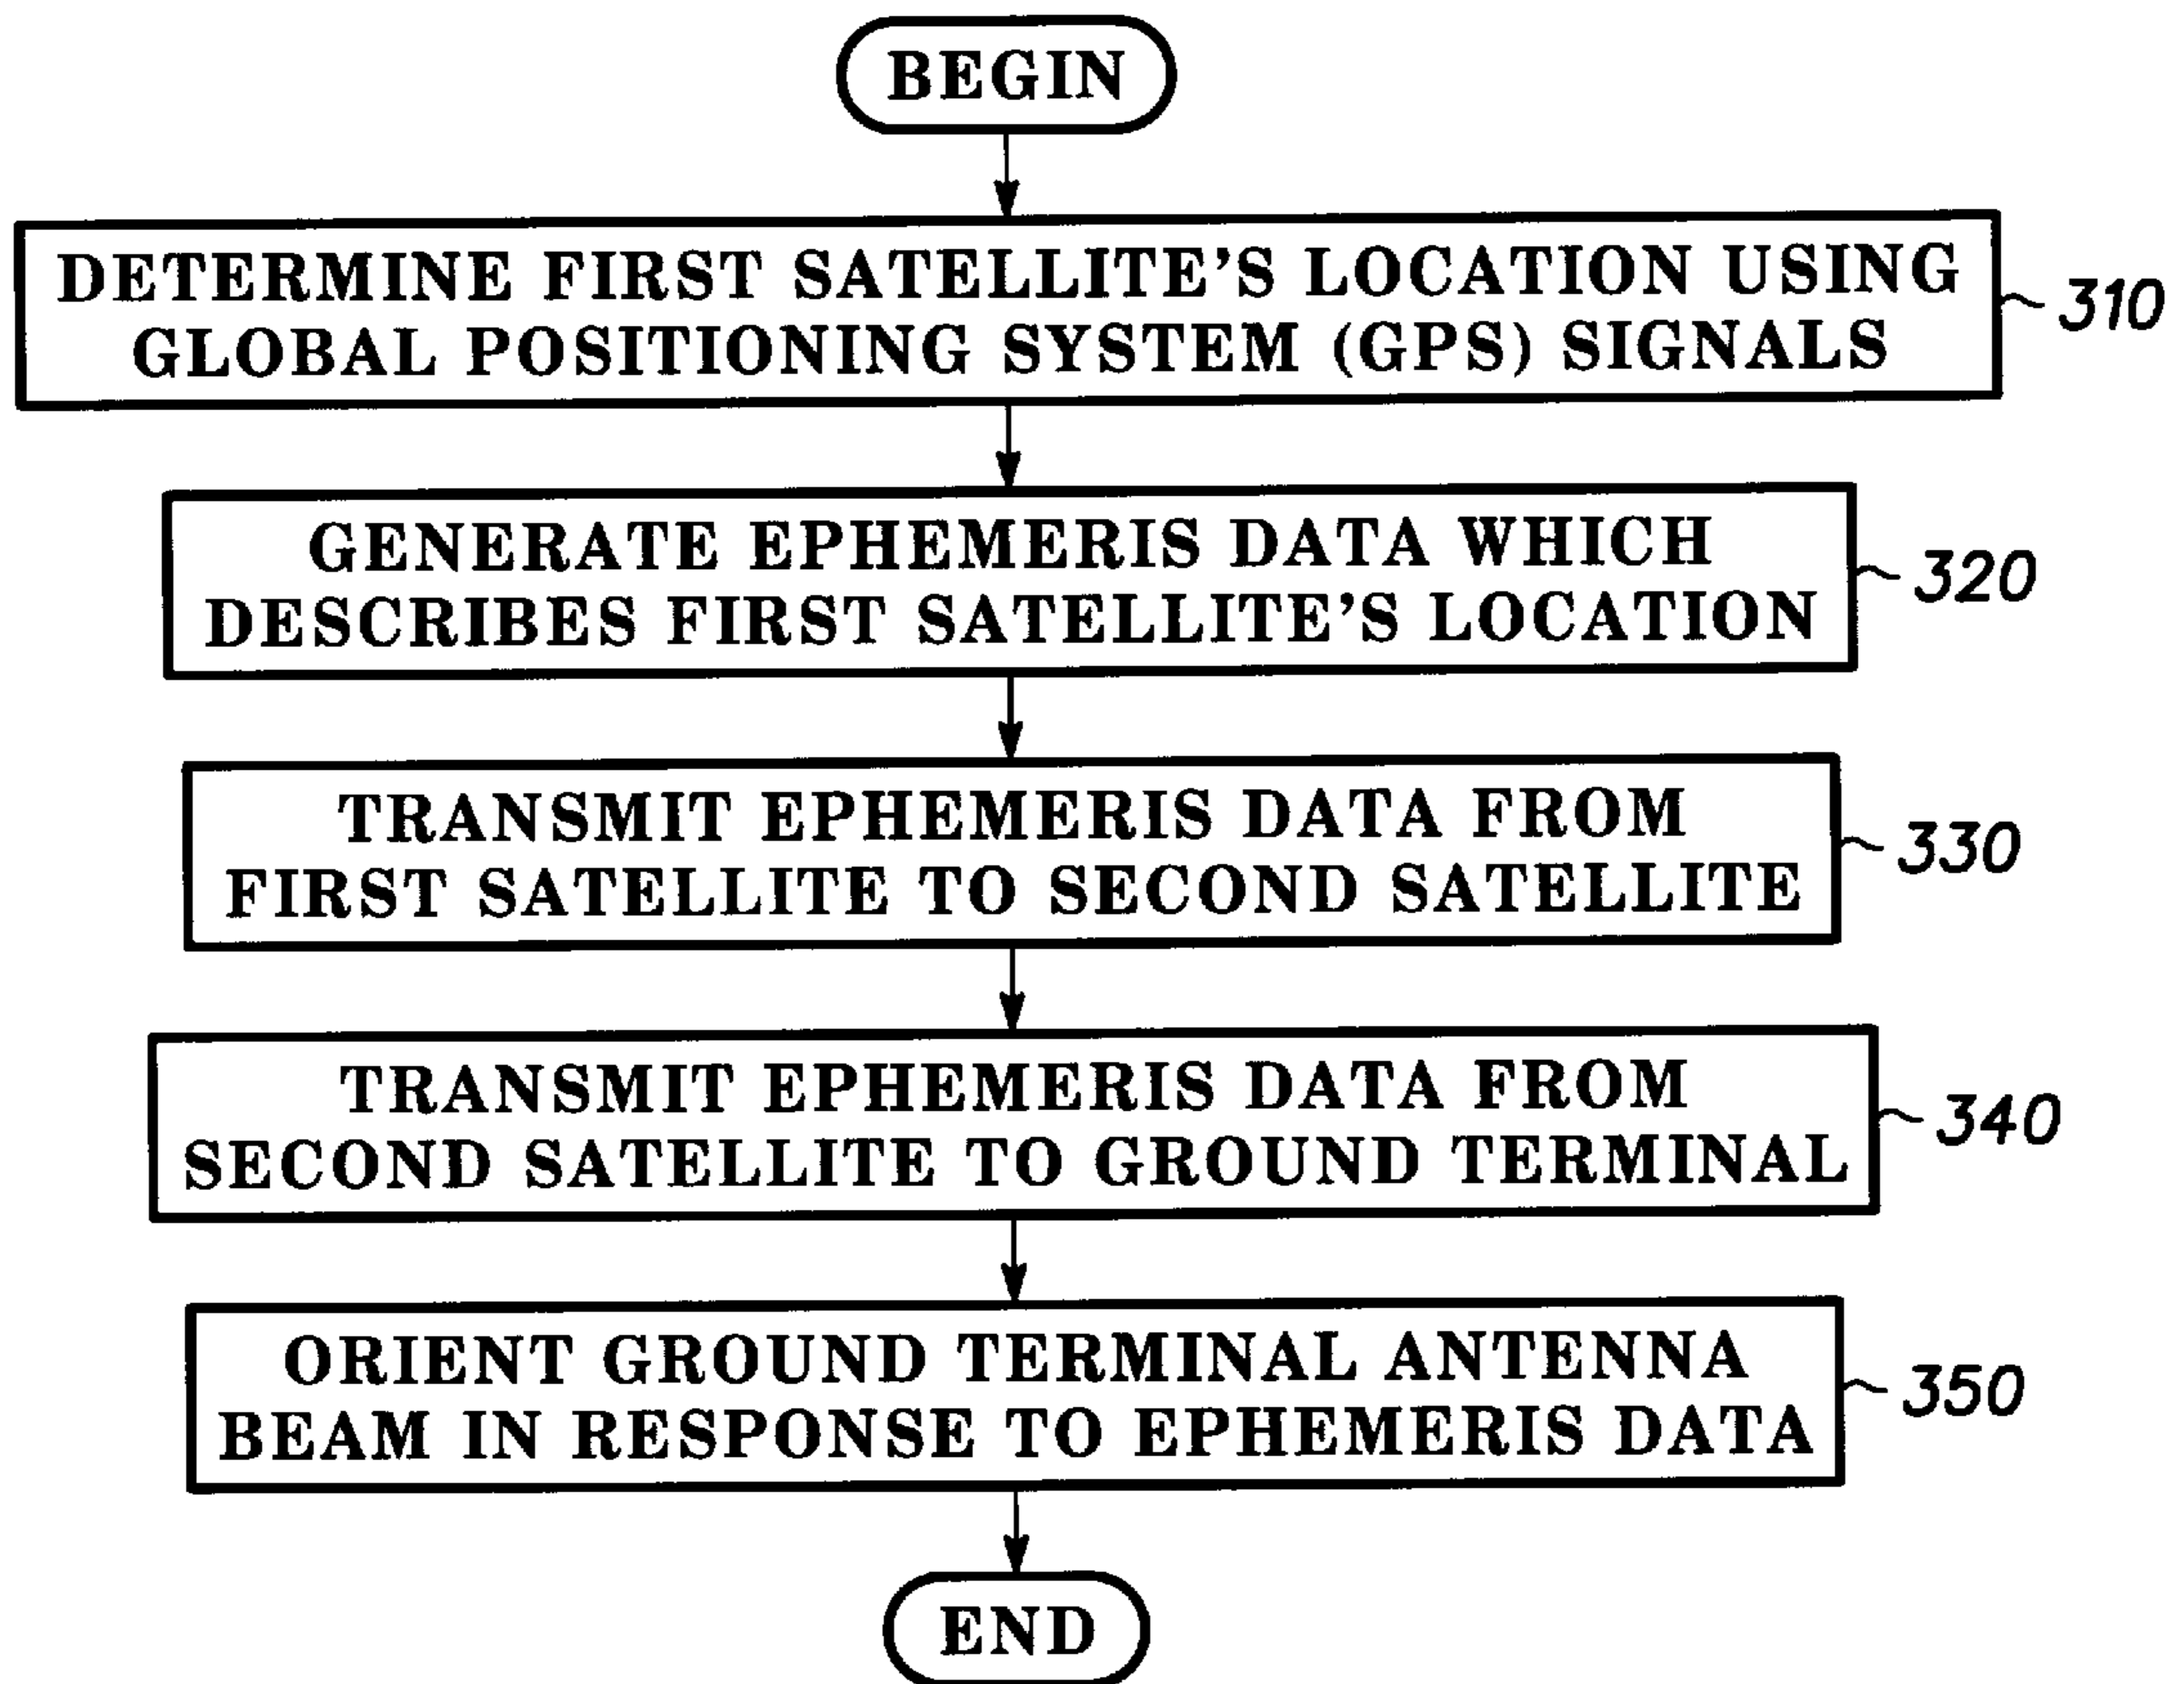 BEGIN
DETERMINE FIRST SATELLITE'S LOCATION USING
GLOBAL POSITIONING SYSTEM (GPS) SIGNALS
310
GENERATE EPHEMERIS DATA WHICH
DESCRIBES FIRST SATELLITE'S LOCATION
320
TRANSMIT EPHEMERIS DATA FROM
FIRST SATELLITE TO SECOND SATELLITE
330
TRANSMIT EPHEMERIS DATA FROM
SECOND SATELLITE TO GROUND TERMINAL
340
ORIENT GROUND TERMINAL ANTENNA
BEAM IN RESPONSE TO EPHEMERIS DATA
350
END